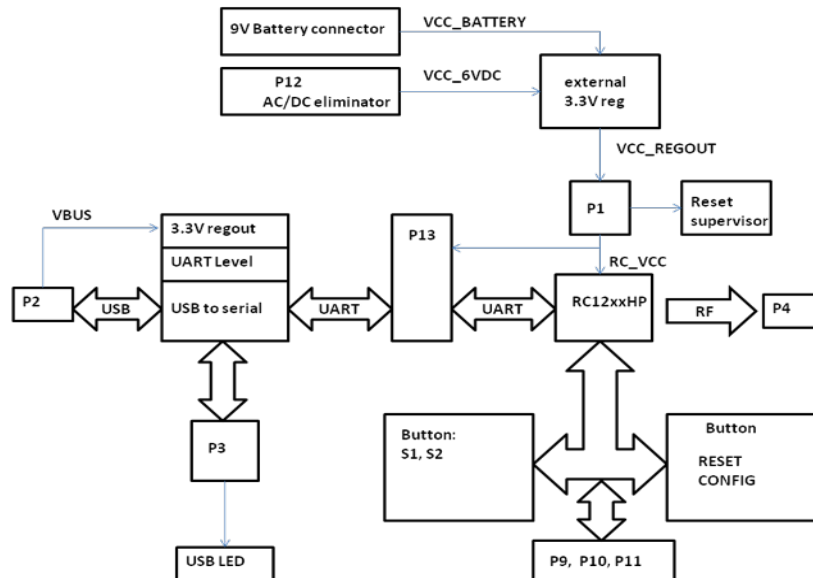 9V Battery connector
VCC_BATTERY
P12
AC/DC eliminator
VCC_6VDC
external
3.3V reg
VCC_REGOUT
P1
Reset
supervisor
VBUS
3.3V regout
UART Level
USB to serial
P13
RC_VCC
P2
USB
UART
UART
RC12xxHP
RF
P4
P3
Button:
S1, S2
Button
RESET
CONFIG
USB LED
P9, P10, P11